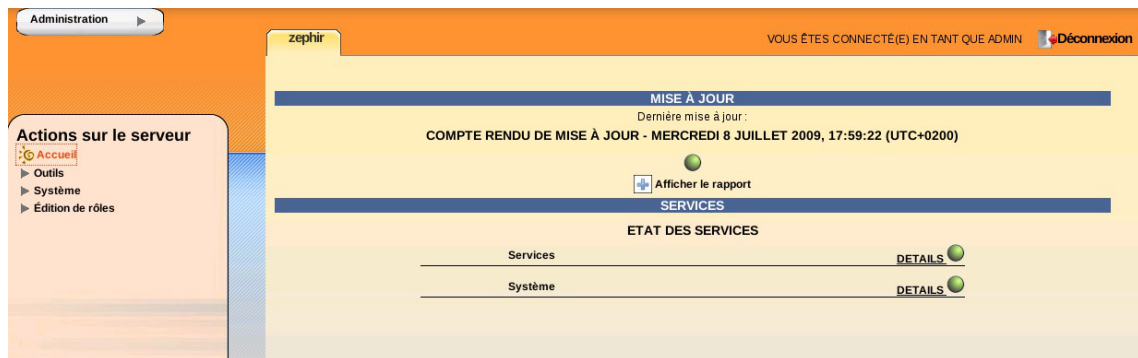 Administration
zephir
VOUS ÊTES CONNECTÉ(E) EN TANT QUE ADMIN
Déconnexion
Actions sur le serveur
Accueil
Outils
Système
Édition de rôles
MISE À JOUR
Dernière mise à jour :
COMPTE RENDU DE MISE À JOUR - MERCREDI 8 JUILLET 2009, 17:59:22 (UTC+0200)
Afficher le rapport
SERVICES
ETAT DES SERVICES
Services DETAILS
Système DETAILS